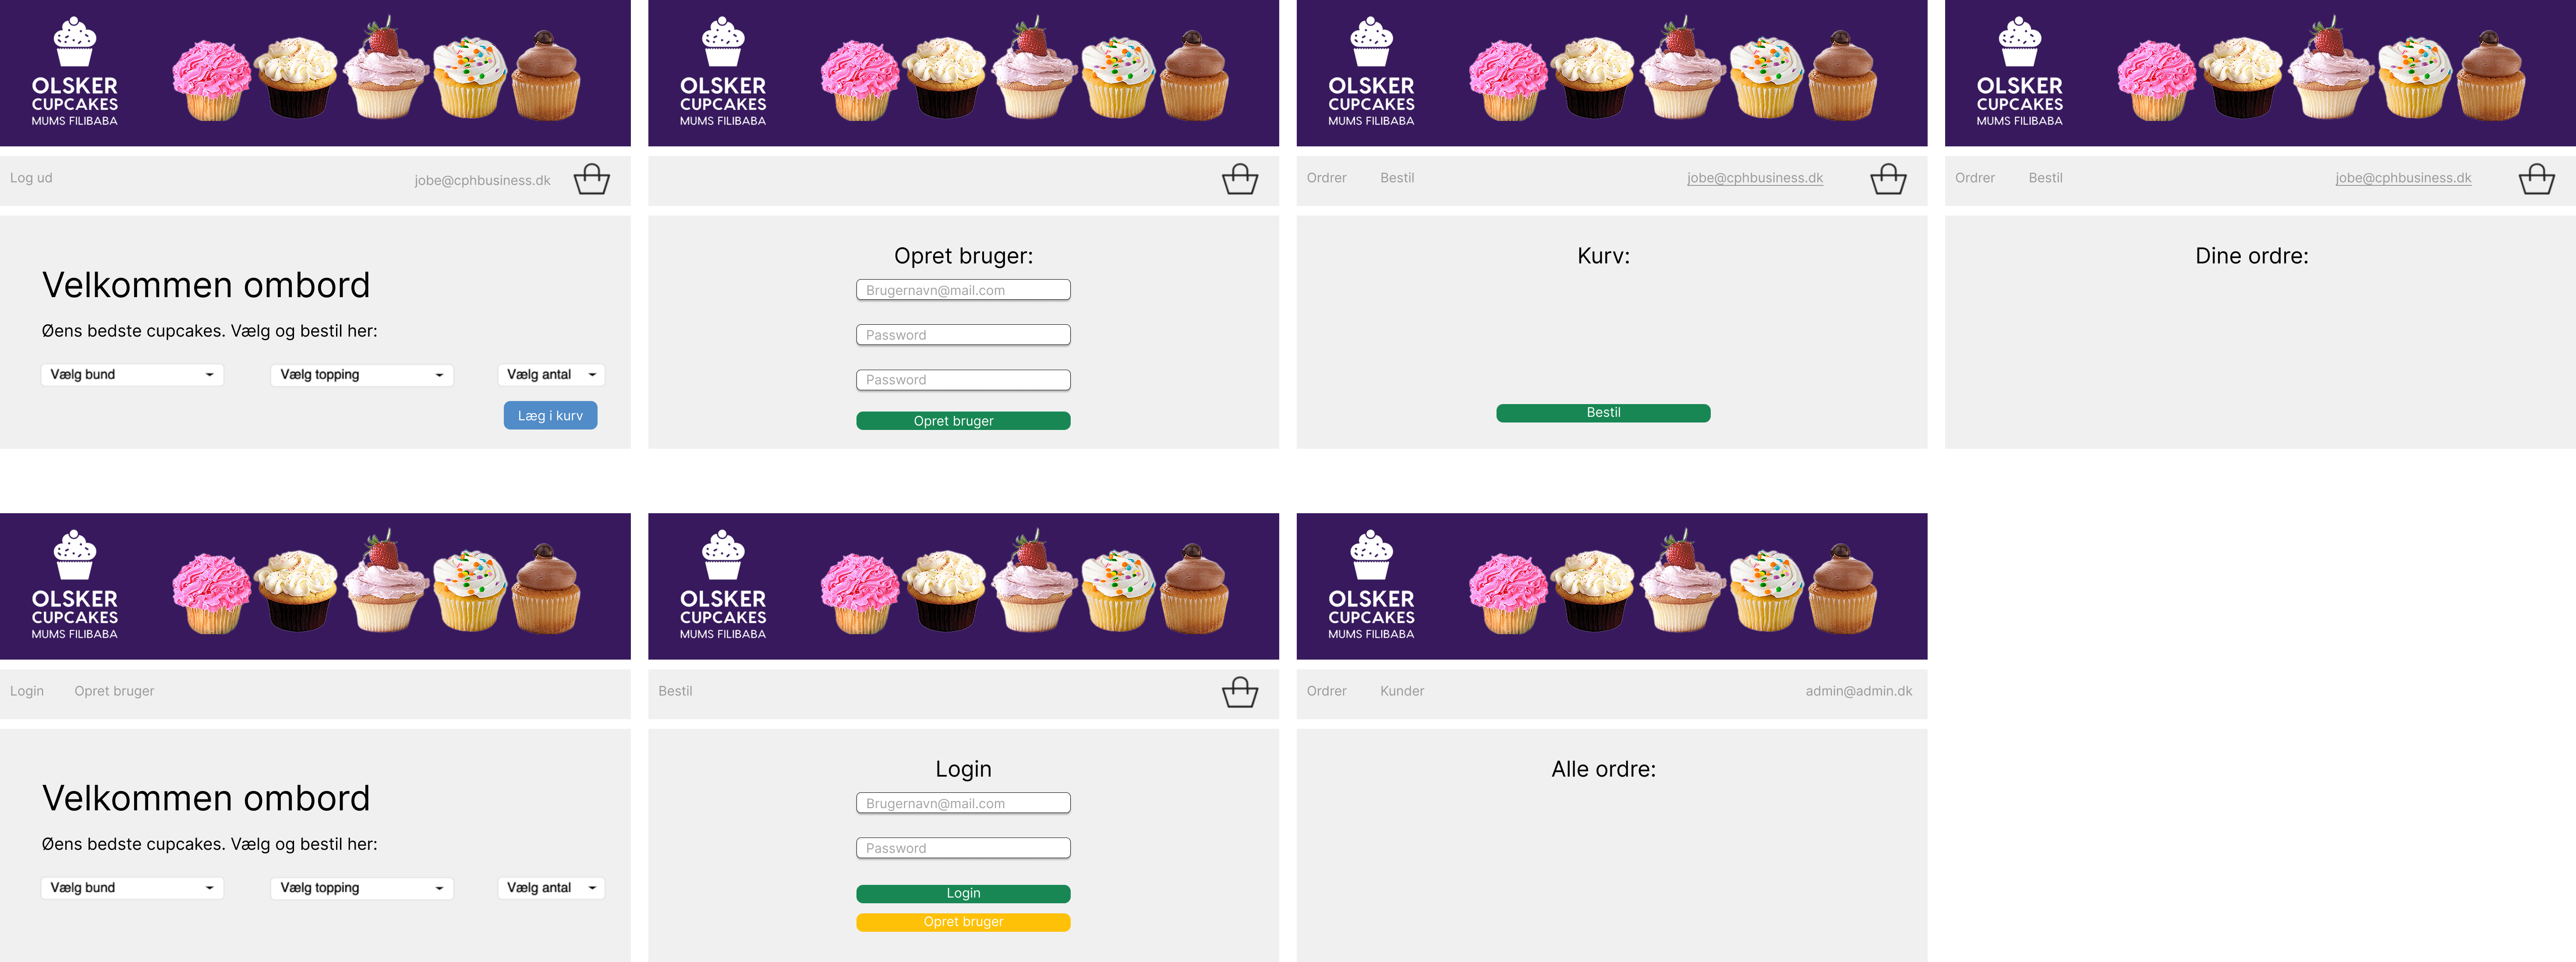 OLSKER
CUPCAKES
MUMS FILIBABA
Log ud
jobe@cphbusiness.dk
Velkommen ombord
Øens bedste cupcakes. Vælg og bestil her:
Vælg bund
Vælg topping
Vælg antal
Læg i kurv
OLSKER
CUPCAKES
MUMS FILIBABA
Opret bruger:
Brugernavn@mail.com
Password
Password
Opret bruger
OLSKER
CUPCAKES
MUMS FILIBABA
Ordrer
Bestil
jobe@cphbusiness.dk
Kurv:
Bestil
OLSKER
CUPCAKES
MUMS FILIBABA
Ordrer
Bestil
jobe@cphbusiness.dk
Dine ordre:
OLSKER
CUPCAKES
MUMS FILIBABA
Login
Opret bruger
Velkommen ombord
Øens bedste cupcakes. Vælg og bestil her:
Vælg bund
Vælg topping
Vælg antal
OLSKER
CUPCAKES
MUMS FILIBABA
Bestil
Login
Brugernavn@mail.com
Password
Login
Opret bruger
OLSKER
CUPCAKES
MUMS FILIBABA
Ordrer
Kunder
admin@admin.dk
Alle ordre: